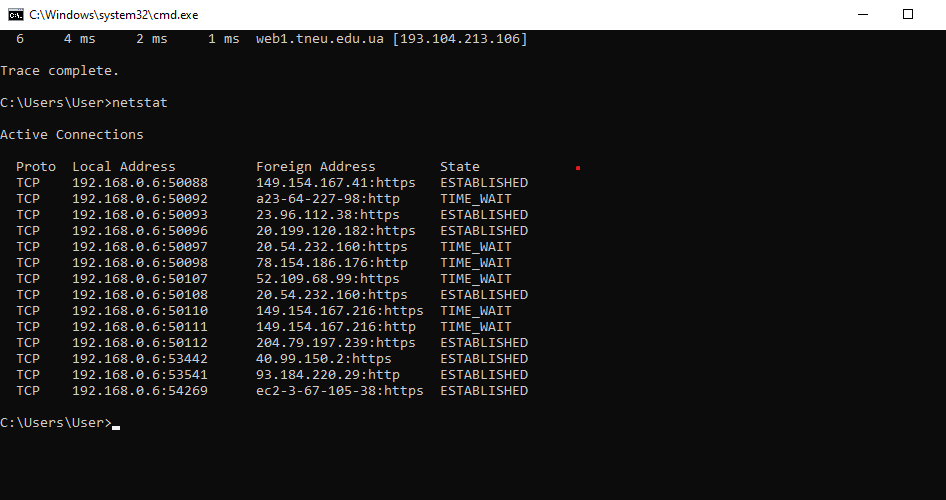 C:\Windows\system32\cmd.exe
6 4 ms 2 ms 1 ms web1.tneu.edu.ua [193.104.213.106]
Trace complete.
C:\Users\User>netstat
Active Connections
Proto Local Address Foreign Address State
TCP 192.168.0.6:50088 149.154.167.41:https ESTABLISHED
TCP 192.168.0.6:50092 a23-64-227-98:http TIME_WAIT
TCP 192.168.0.6:50093 23.96.112.38:https ESTABLISHED
TCP 192.168.0.6:50096 20.199.120.182:https ESTABLISHED
TCP 192.168.0.6:50097 20.54.232.160:https TIME_WAIT
TCP 192.168.0.6:50098 78.154.186.176:http TIME_WAIT
TCP 192.168.0.6:50107 52.109.68.99:https TIME_WAIT
TCP 192.168.0.6:50108 20.54.232.160:https ESTABLISHED
TCP 192.168.0.6:50110 149.154.167.216:https TIME_WAIT
TCP 192.168.0.6:50111 149.154.167.216:http TIME_WAIT
TCP 192.168.0.6:50112 204.79.197.239:https ESTABLISHED
TCP 192.168.0.6:53442 40.99.150.2:https ESTABLISHED
TCP 192.168.0.6:53541 93.184.220.29:http ESTABLISHED
TCP 192.168.0.6:54269 ec2-3-67-105-38:https ESTABLISHED
C:\Users\User>